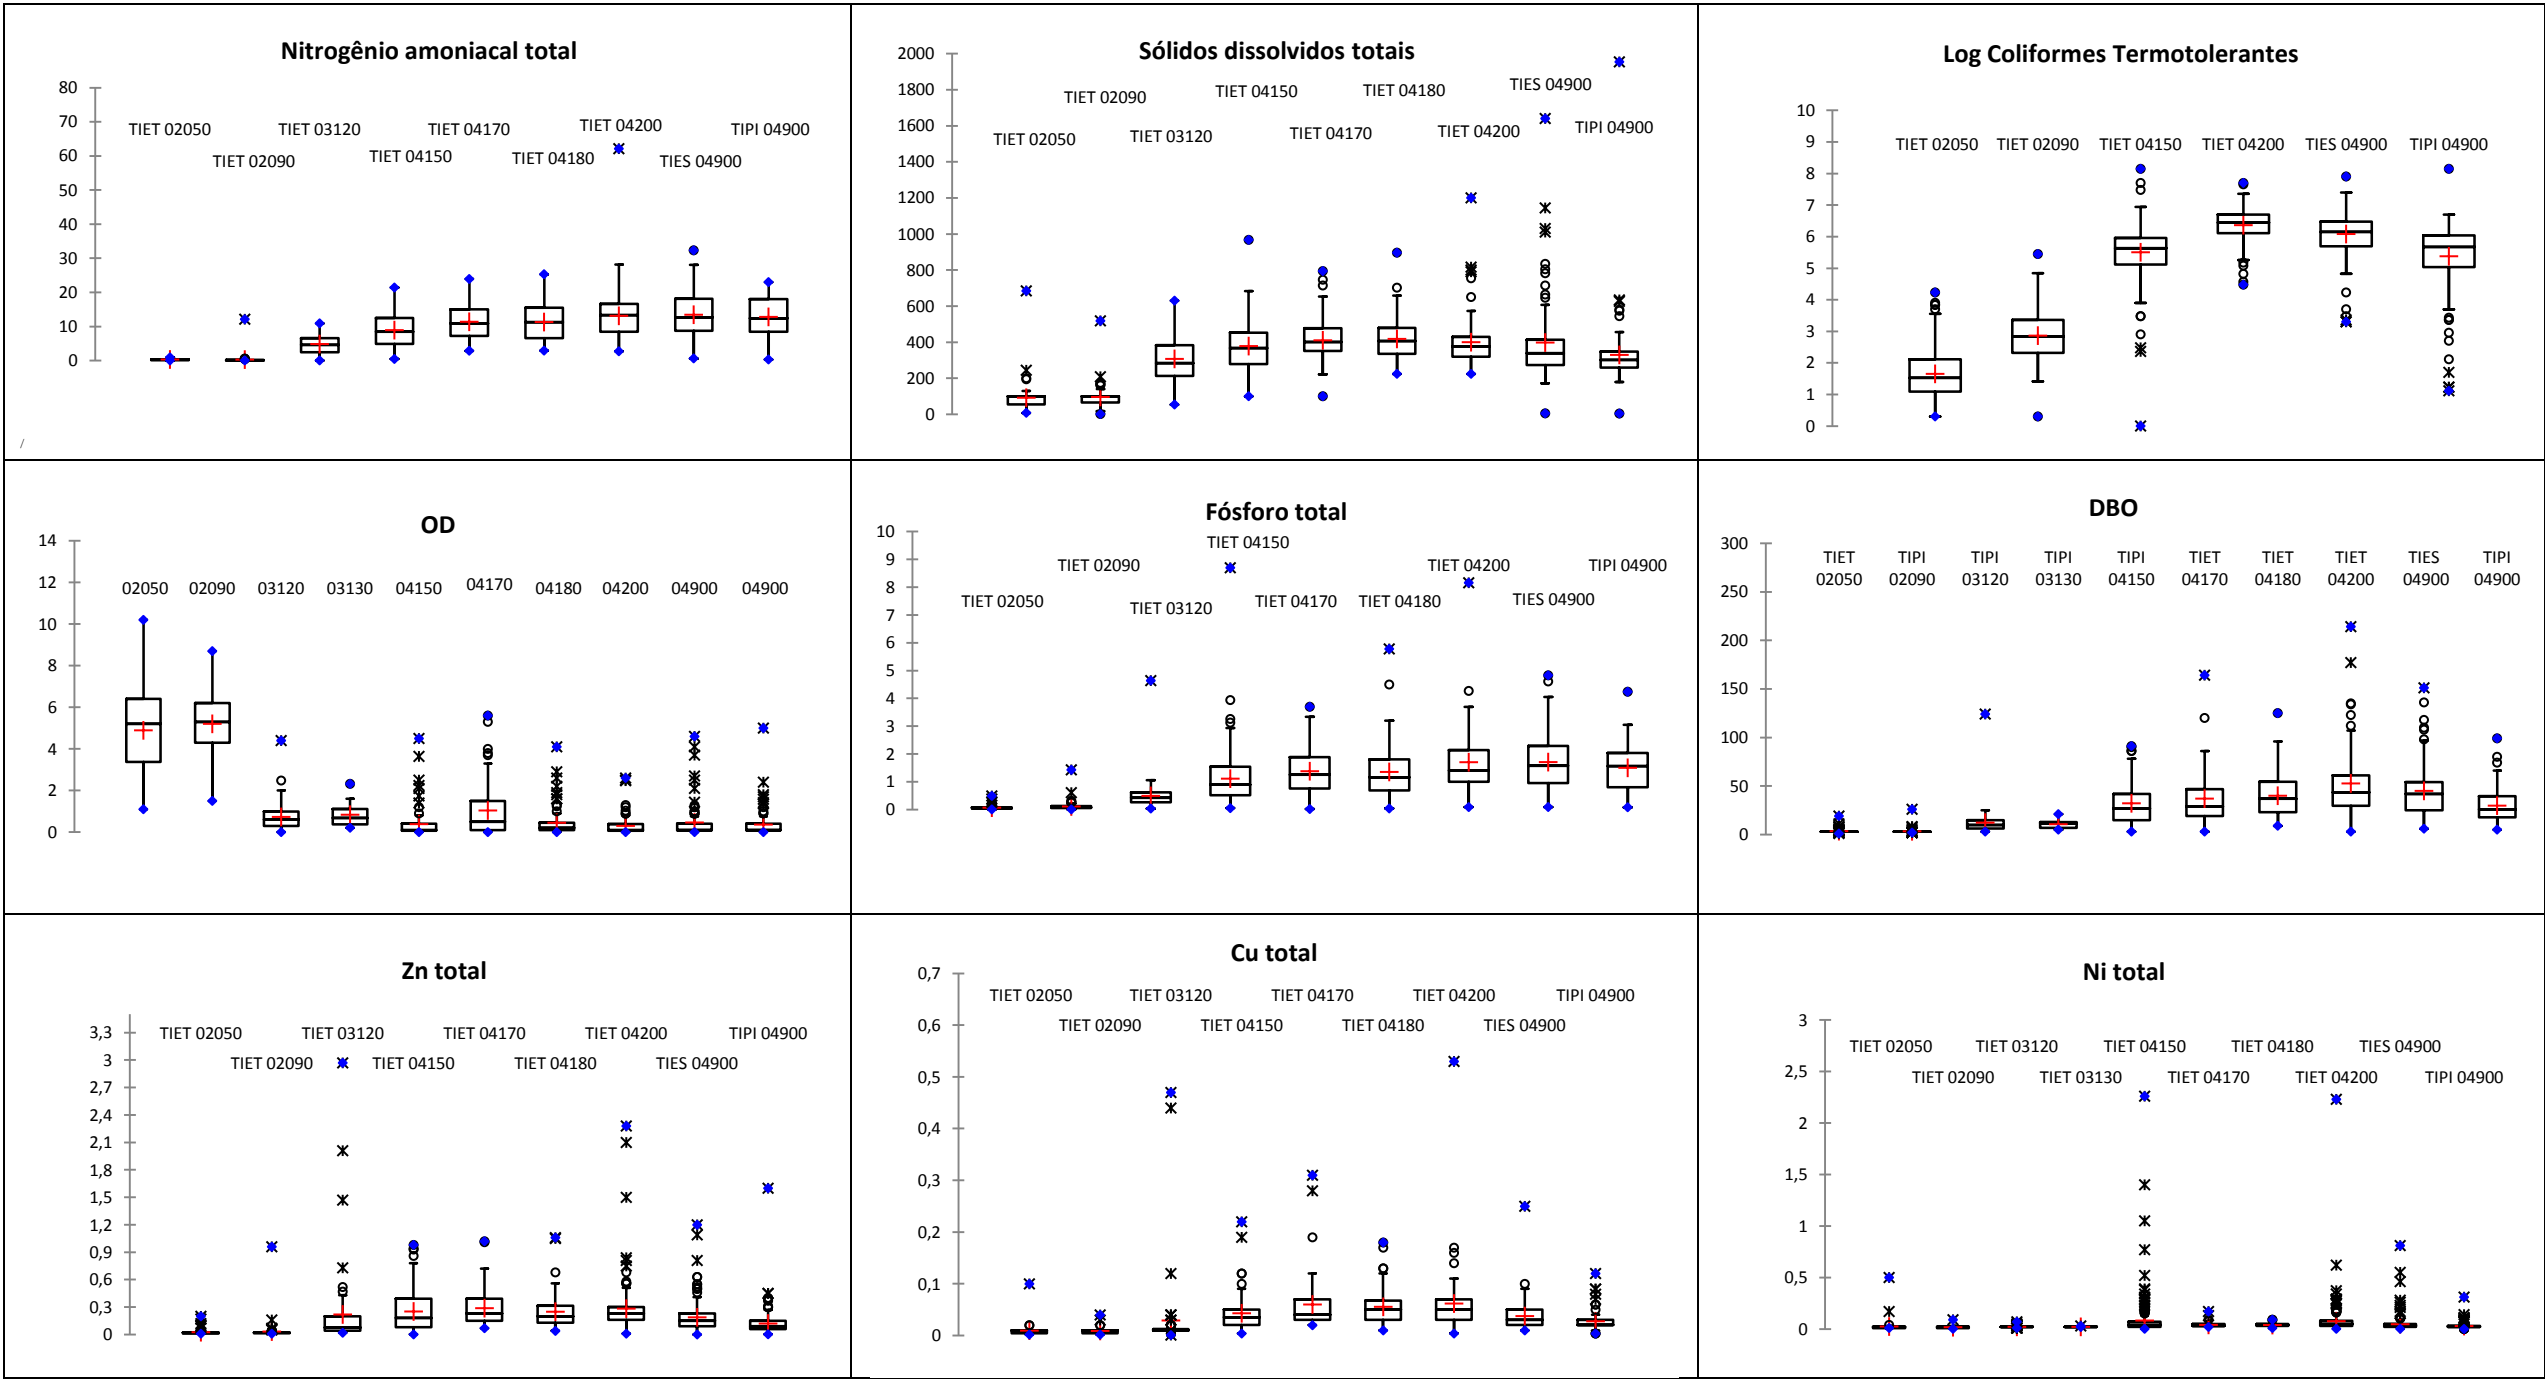 Nitrogênio amoniacal total
80
70
60
50
40
30
20
10
0
TIET 02050
TIET 02090
TIET 03120
TIET 04150
TIET 04170
TIET 04180
TIET 04200
TIES 04900
TIPI 04900
/
Sólidos dissolvidos totais
2000
1800
1600
1400
1200
1000
800
600
400
200
0
TIET 02050
TIET 02090
TIET 03120
TIET 04150
TIET 04170
TIET 04180
TIET 04200
TIES 04900
TIPI 04900
Log Coliformes Termotolerantes
10
9
8
7
6
5
4
3
2
1
0
TIET 02050
TIET 02090
TIET 04150
TIET 04200
TIES 04900
TIPI 04900
OD
14
12
10
8
6
4
2
0
02050
02090
03120
03130
04150
04170
04180
04200
04900
04900
Fósforo total
10
9
8
7
6
5
4
3
2
1
0
TIET 02050
TIET 02090
TIET 03120
TIET 04150
TIET 04170
TIET 04180
TIET 04200
TIES 04900
TIPI 04900
DBO
300
250
200
150
100
50
0
TIET
02050
TIPI
02090
TIPI
03120
TIPI
03130
TIPI
04150
TIET
04170
TIET
04180
TIET
04200
TIES
04900
TIPI
04900
Zn total
3,3
3
2,7
2,4
2,1
1,8
1,5
1,2
0,9
0,6
0,3
0
TIET 02050
TIET 02090
TIET 03120
TIET 04150
TIET 04170
TIET 04180
TIET 04200
TIES 04900
TIPI 04900
Cu total
0,7
0,6
0,5
0,4
0,3
0,2
0,1
0
TIET 02050
TIET 02090
TIET 03120
TIET 04150
TIET 04170
TIET 04180
TIET 04200
TIES 04900
TIPI 04900
Ni total
3
2,5
2
1,5
1
0,5
0
TIET 02050
TIET 02090
TIET 03120
TIET 03130
TIET 04150
TIET 04170
TIET 04180
TIET 04200
TIES 04900
TIPI 04900